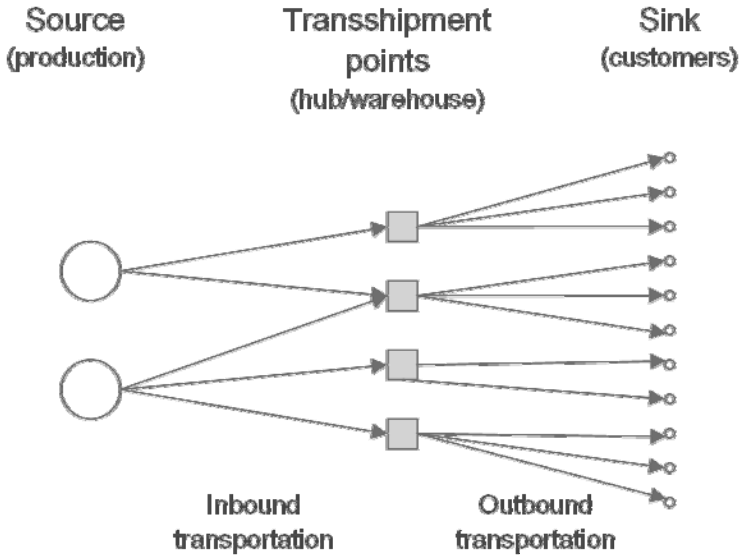 Source
(production)
Transshipment
points
(hub/warehouse)
Sink
(customers)
Inbound
transportation
Outbound
transportation